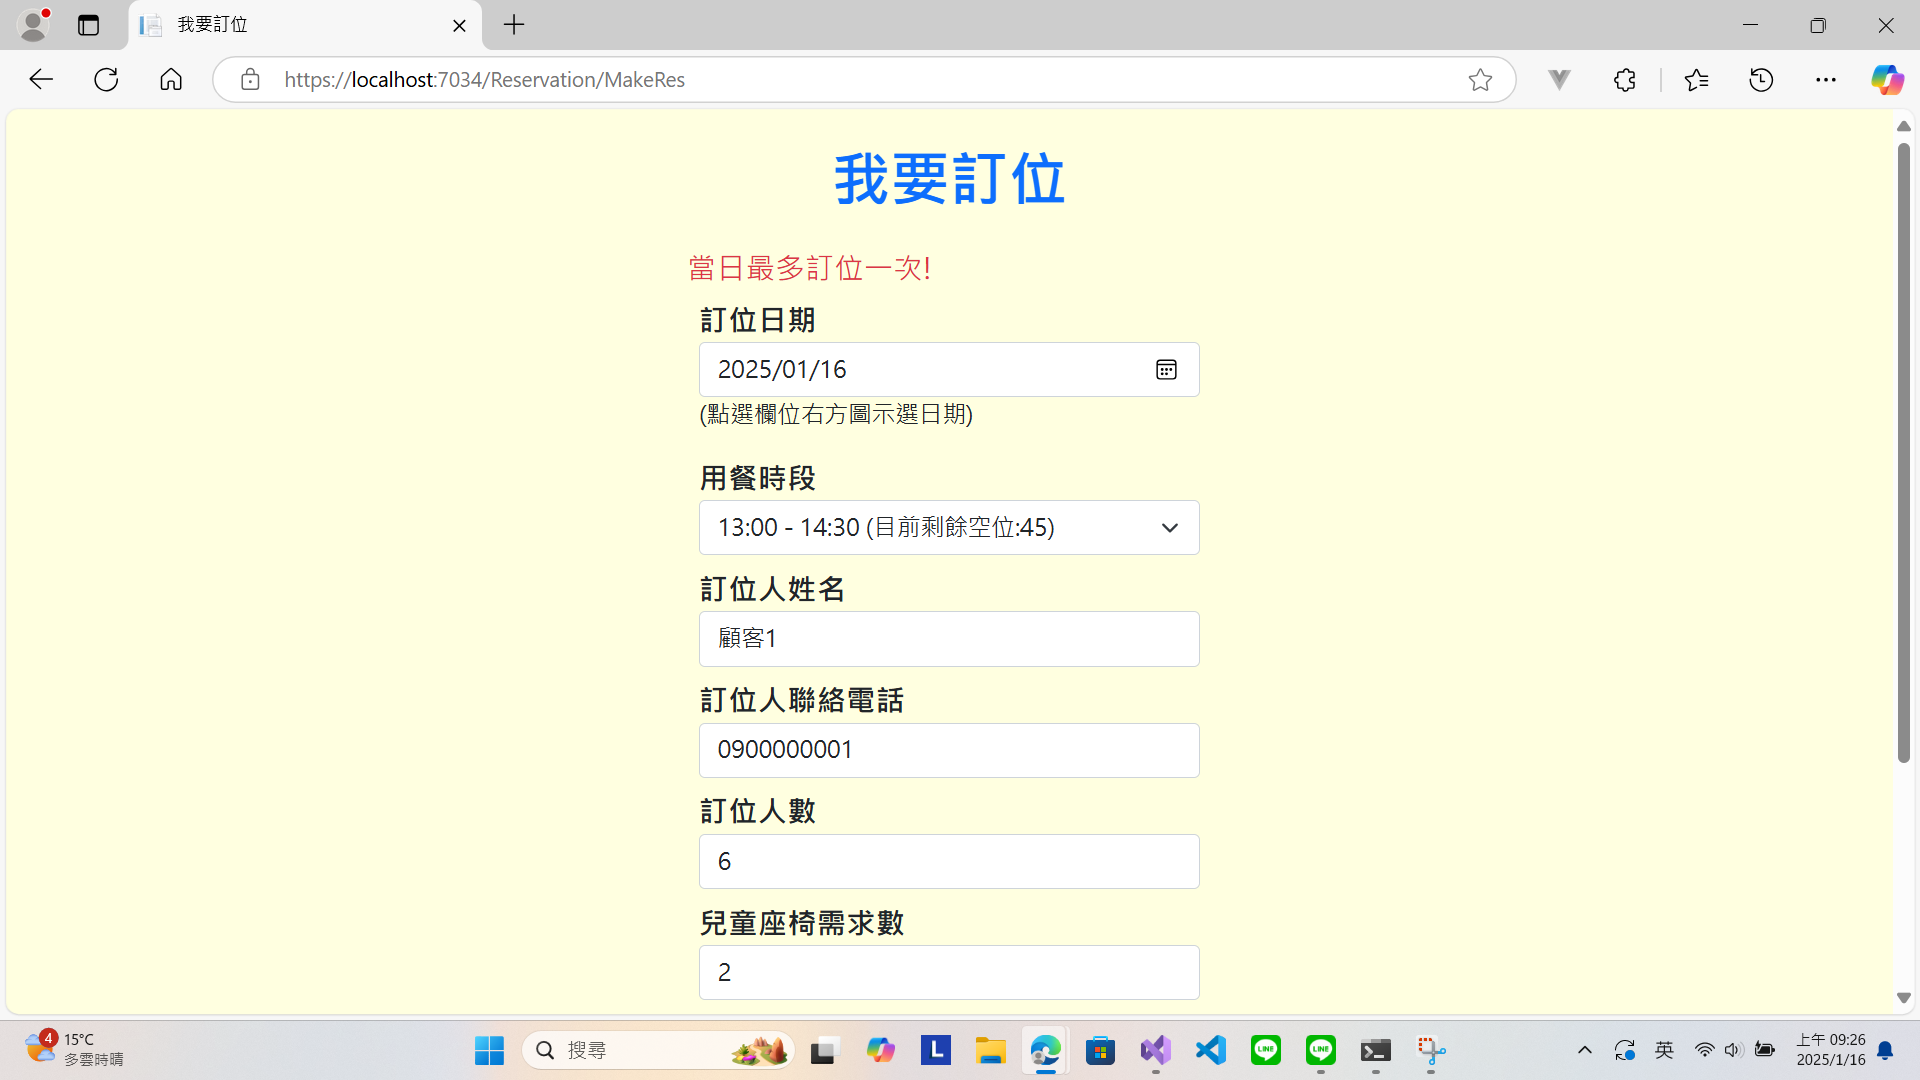 我要訂位
https://localhost:7034/Reservation/MakeRes
我要訂位
當日最多訂位一次!
訂位日期
2025/01/16
(點選欄位右方圖示選日期)
用餐時段
13:00 - 14:30 (目前剩餘空位:45)
訂位人姓名
顧客1
訂位人聯絡電話
0900000001
訂位人數
6
兒童座椅需求數
2
4
15°C
多雲時晴
搜尋
L
LINE
LINE
英
上午 09:26
2025/1/16